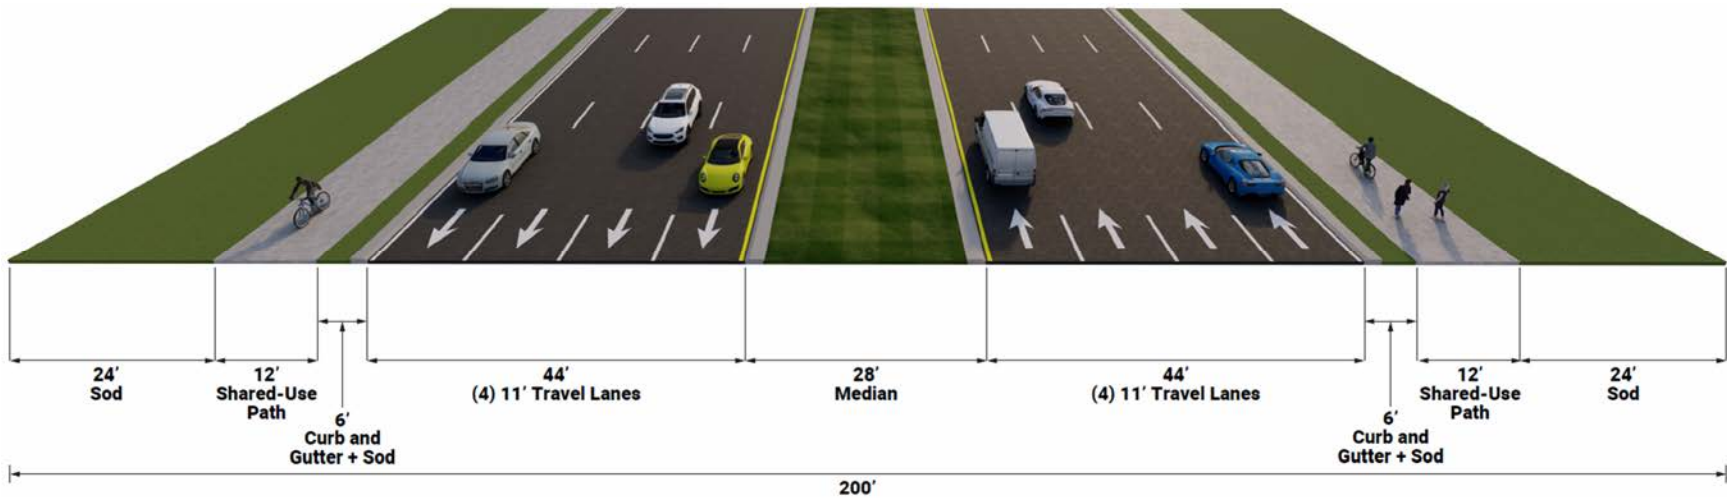 24’
Sod
12’
Shared-Use
Path
6’
Curb and
Gutter + Sod
44’
(4) 11’ Travel Lanes
28’
Median
44’
(4) 11’ Travel Lanes
6’
Curb and
Gutter + Sod
12’
Shared-Use
Path
24’
Sod
200’